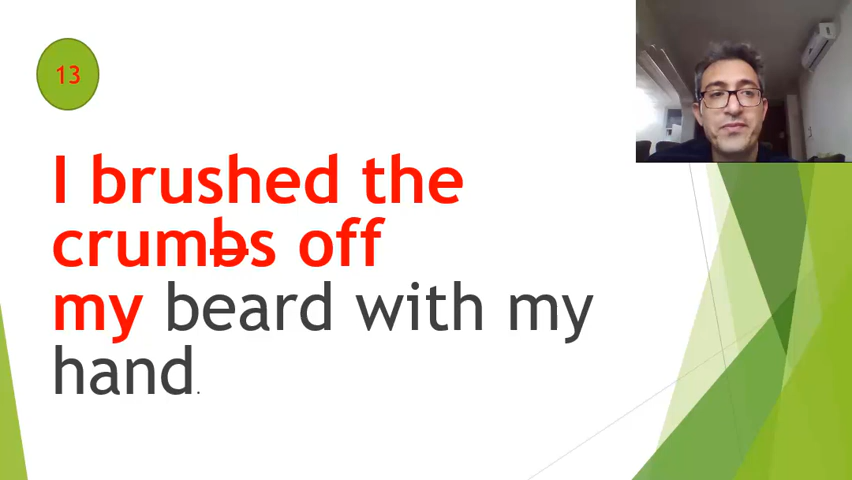 13
I brushed the
crumbs off
my beard with my
hand.